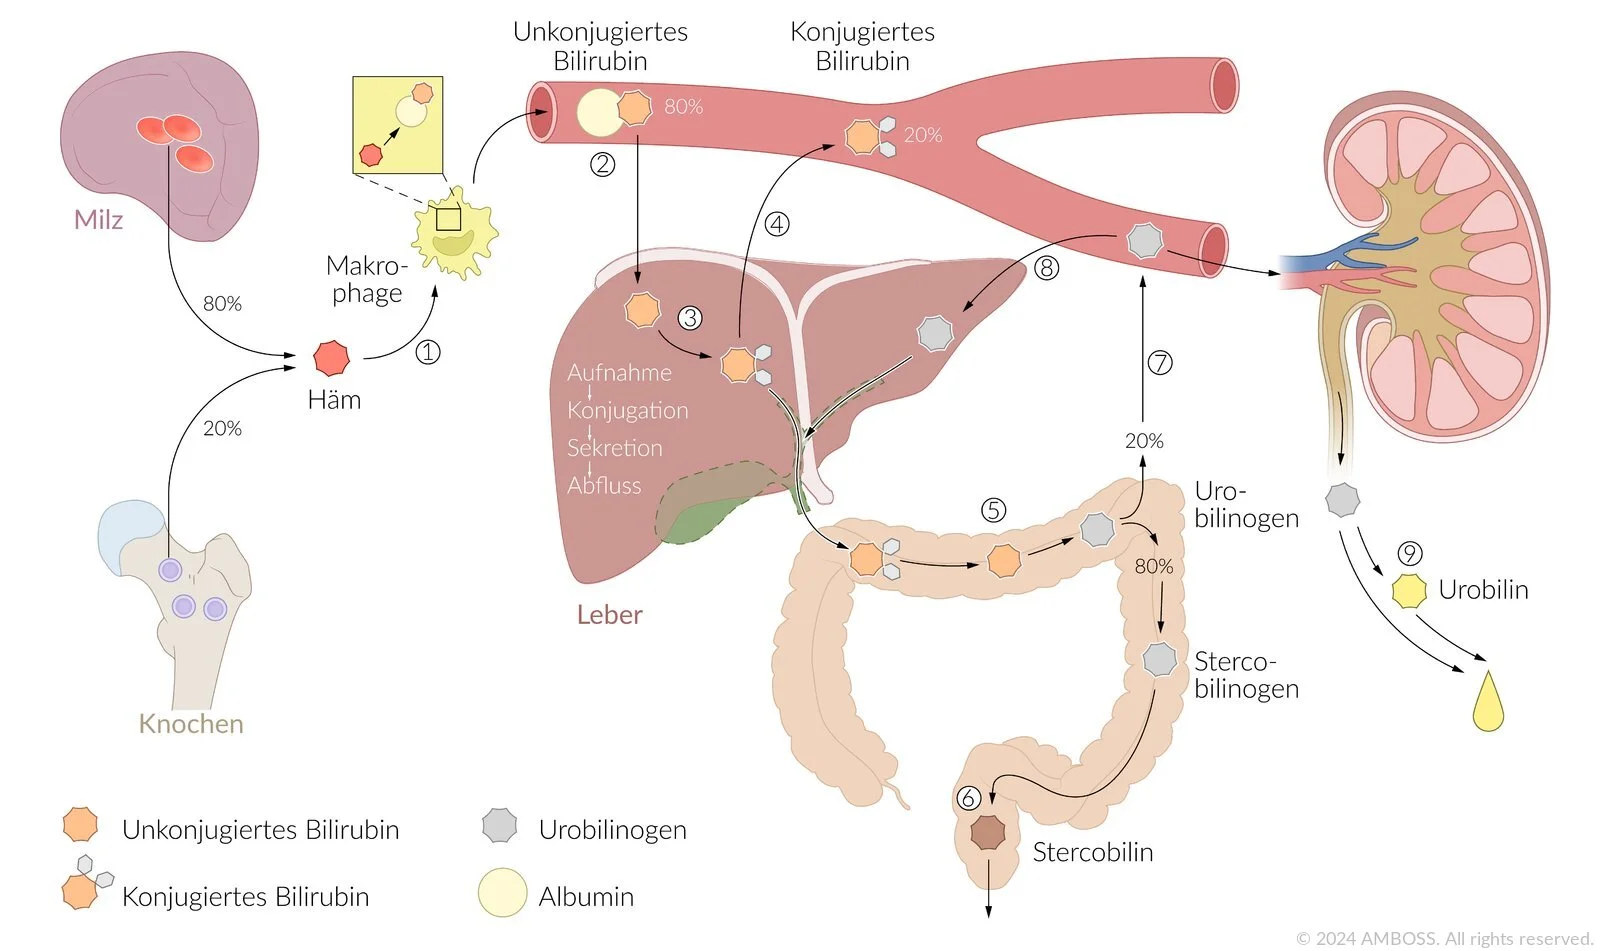 Unkonjugiertes
Bilirubin
Konjugiertes
Bilirubin
80%
20%
②
④
Milz
Makro-
phage
80%
①
Häm
20%
③
⑧
⑦
Aufnahme
Konjugation
Sekretion
Abfluss
20%
⑤
Uro-
bilinogen
80%
⑨
Urobilin
Leber
Sterco-
bilinogen
Knochen
⑥
Stercobilin
Unkonjugiertes Bilirubin
Urobilinogen
Konjugiertes Bilirubin
Albumin
© 2024 AMBOSS. All rights reserved.